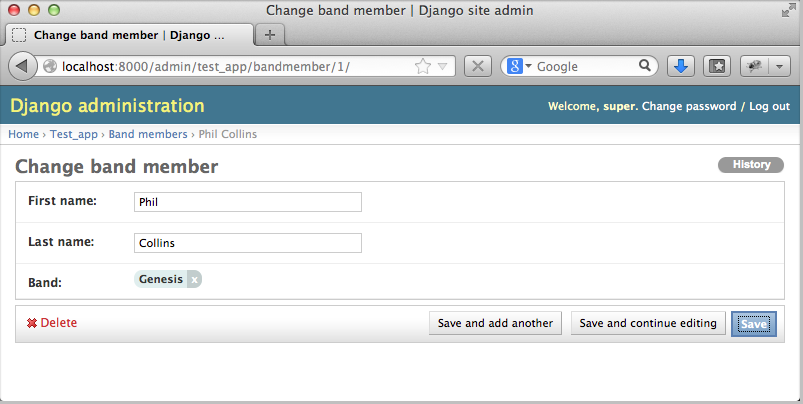 Change band member | Django site admin
Change band member | Django ...
localhost:8000/admin/test_app/bandmember/1/
Google
Django administration
Welcome, super. Change password / Log out
Home › Test_app › Band members › Phil Collins
Change band member
History
First name:
Phil
Last name:
Collins
Band:
Genesis x
Delete
Save and add another
Save and continue editing
Save